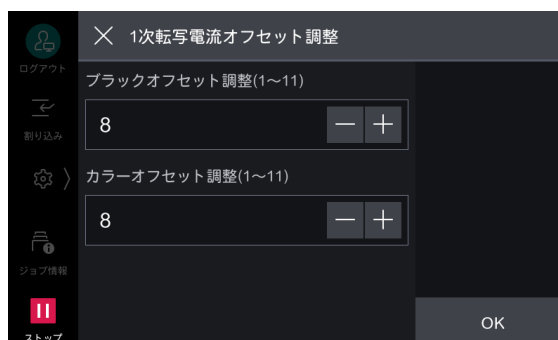 1次転写電流オフセット調整
ログアウト
ブラックオフセット調整(1～11)
8
割り込み
カラーオフセット調整(1～11)
8
ジョブ情報
ストップ
OK